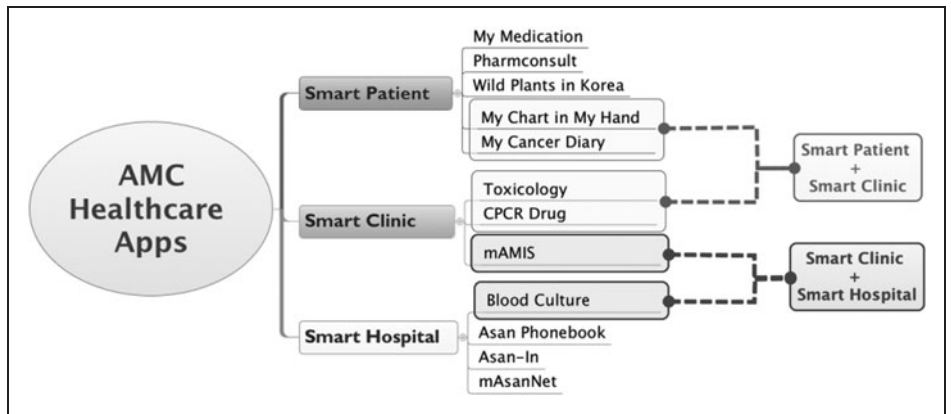 AMC
Healthcare
Apps
Smart Patient
My Medication
Pharmconsult
Wild Plants in Korea
My Chart in My Hand
My Cancer Diary
Smart Clinic
Toxicology
CPCR Drug
mAMIS
Smart Hospital
Blood Culture
Asan Phonebook
Asan-In
mAsanNet
Smart Patient
+
Smart Clinic
Smart Clinic
+
Smart Hospital